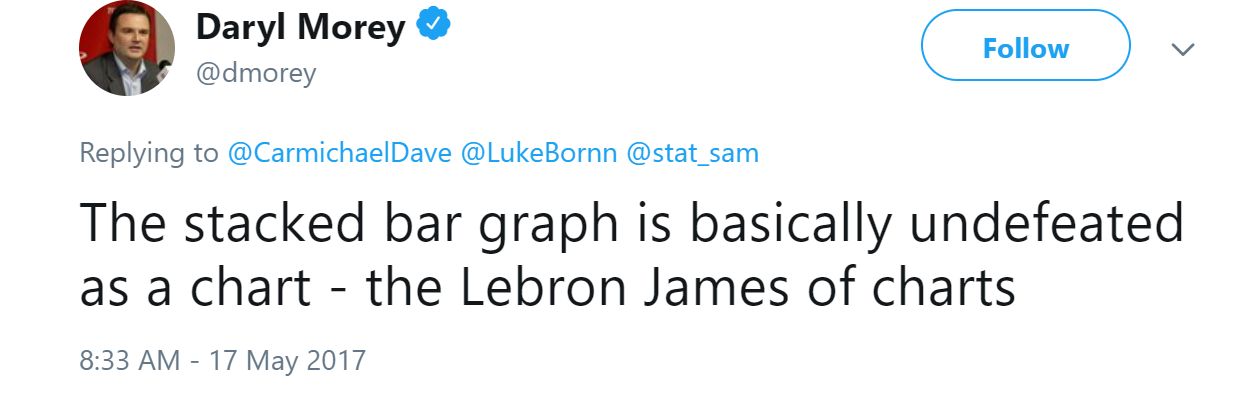 Daryl Morey
Follow
@dmorey
Replying to @CarmichaelDave @LukeBornn @stat_sam
The stacked bar graph is basically undefeated
as a chart - the Lebron James of charts
8:33 AM - 17 May 2017